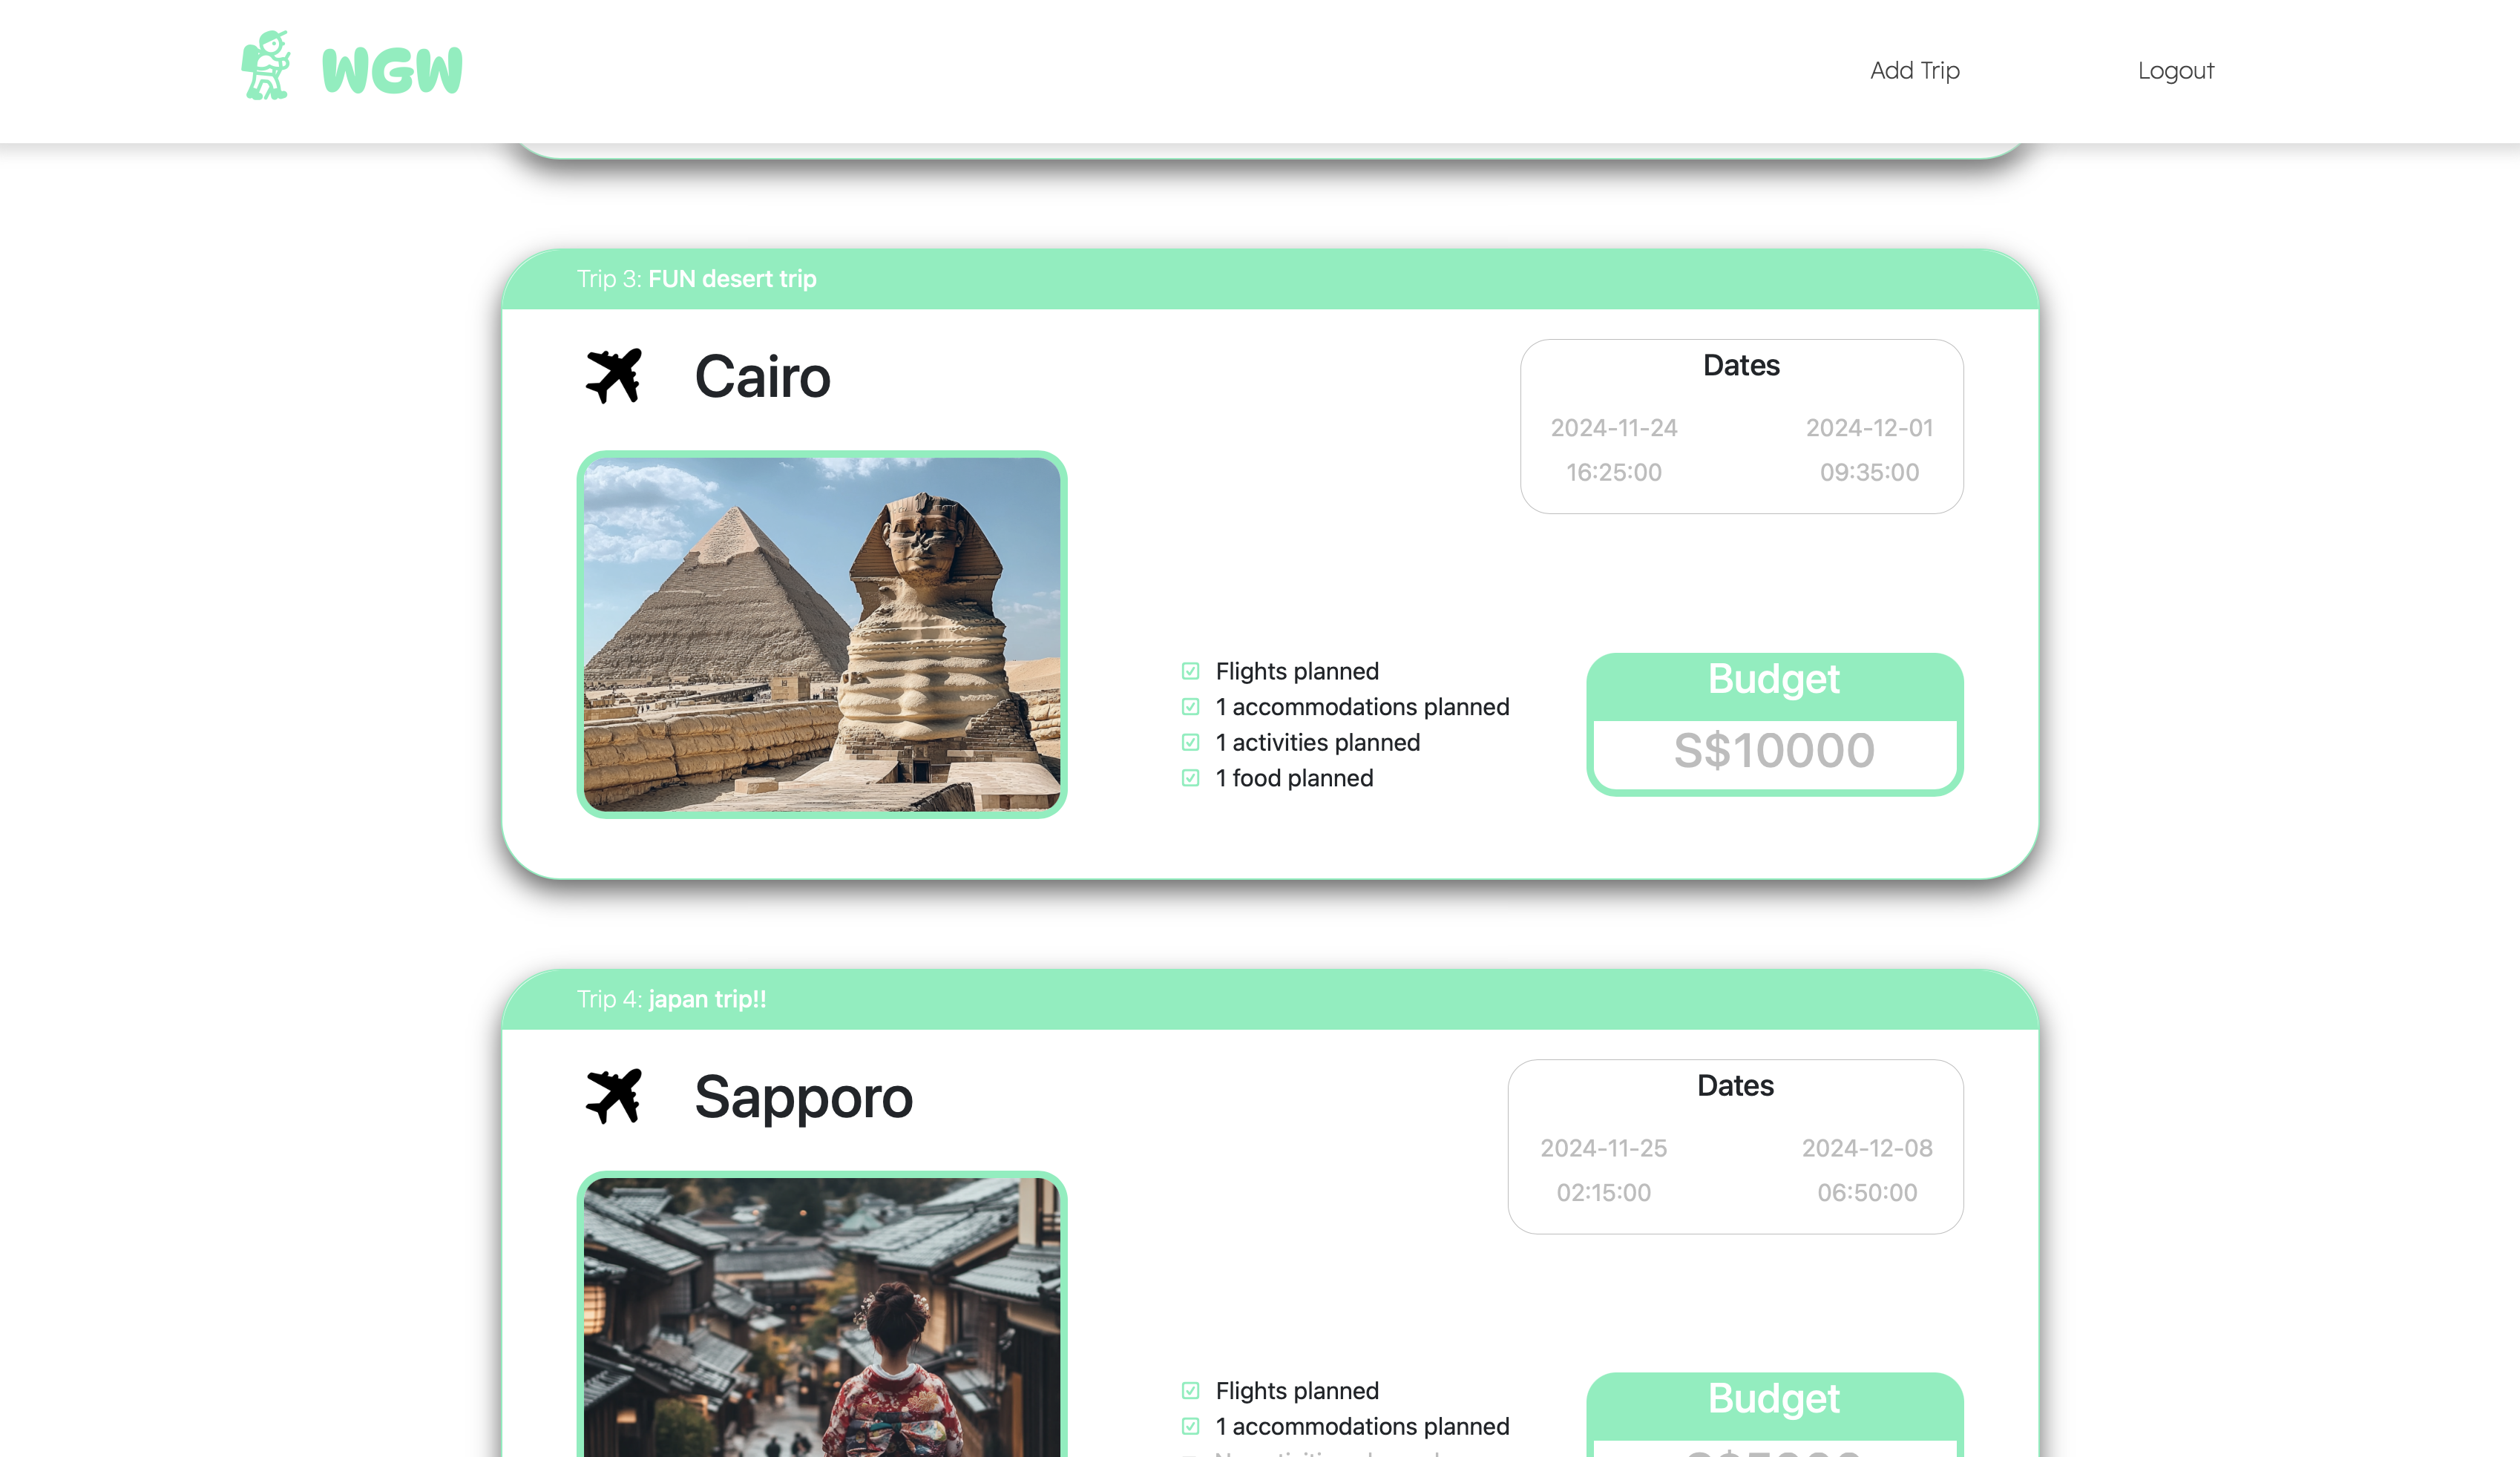 WGW
Add Trip
Logout
Trip 3: FUN desert trip
Cairo
Dates
2024-11-24 2024-12-01
16:25:00 09:35:00
Flights planned
1 accommodations planned
1 activities planned
1 food planned
Budget
S$10000
Trip 4: japan trip!!
Sapporo
Dates
2024-11-25 2024-12-08
02:15:00 06:50:00
Flights planned
1 accommodations planned
Budget